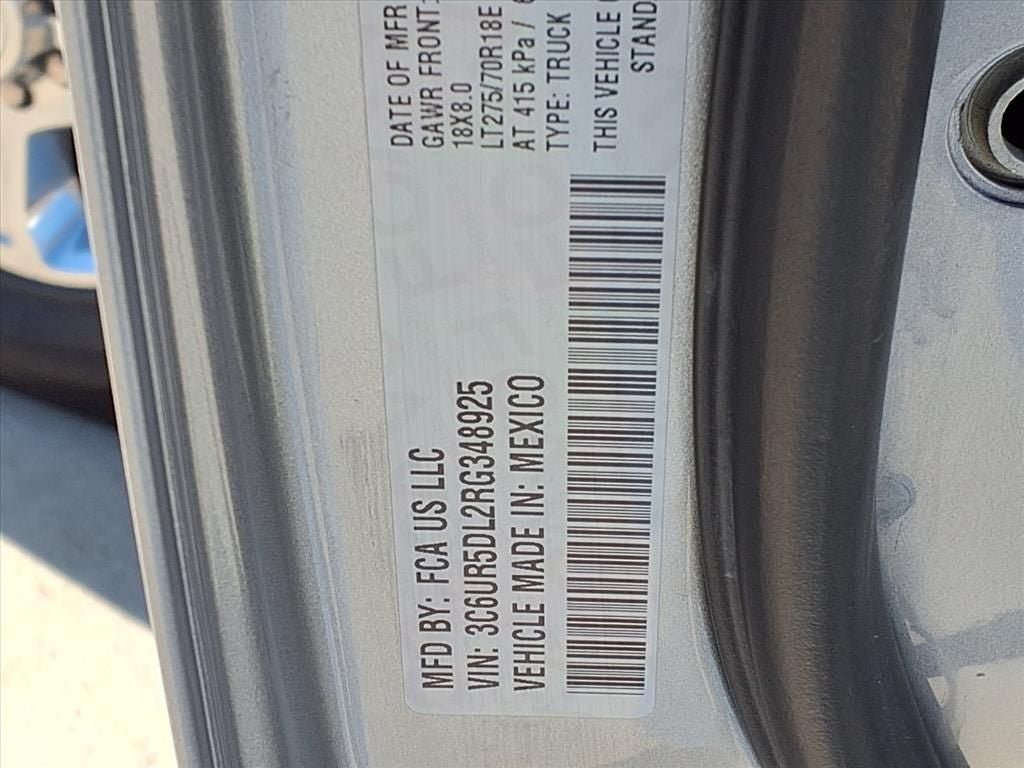 MFD BY: FCA US LLC
VIN: 3C6UR5DL2RG348925
VEHICLE MADE IN: MEXICO
DATE OF MFR
GAWR FRONT:
18X8.0
LT275/70R18E
AT 415 kPa /
TYPE: TRUCK
THIS VEHICLE
STAND